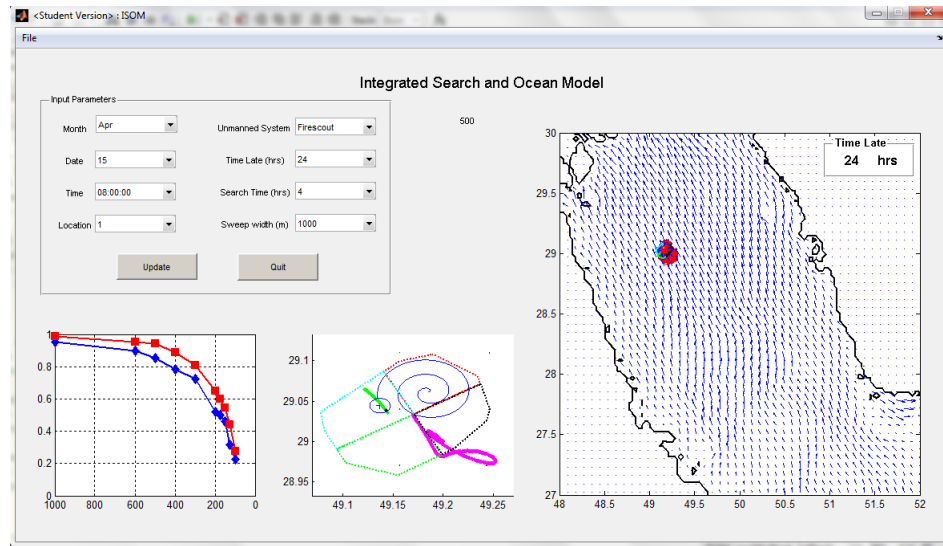 <Student Version> : ISOM
File
Integrated Search and Ocean Model
Input Parameters
Month Apr Unmanned System Firescout
Date 15 Time Late (hrs) 24
Time 08:00:00 Search Time (hrs) 4
Location 1 Sweep width (m) 1000
Update Quit
500
Time Late
24 hrs
30
29.5
29
28.5
28
27.5
27
48 48.5 49 49.5 50 50.5 51 51.5 52
1
0.8
0.6
0.4
0.2
0
1000 800 600 400 200 0
29.1
29.05
29
28.95
49.1 49.15 49.2 49.25